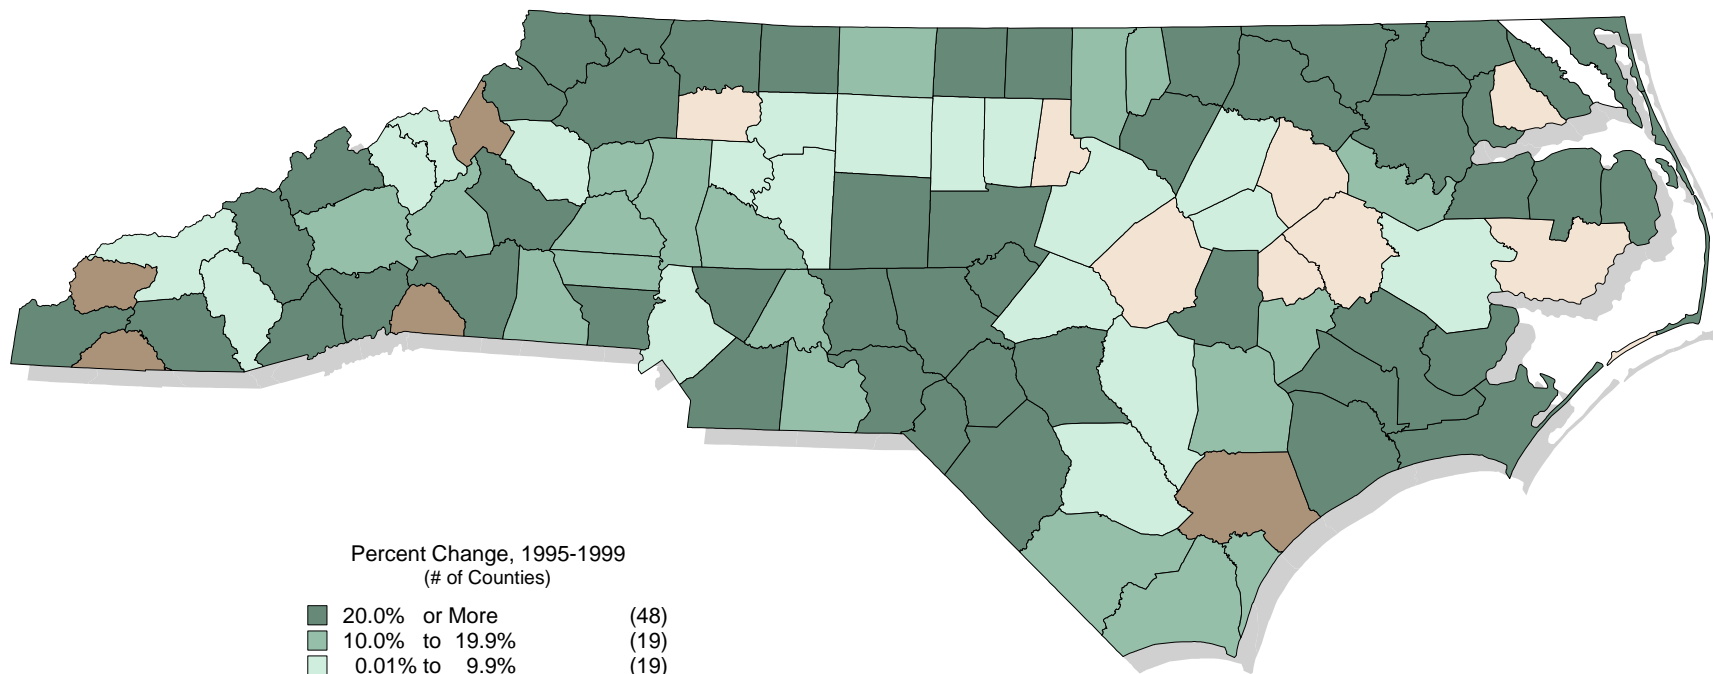 Percent Change, 1995-1999
(# of Counties)
20.0% or More (48)
10.0% to 19.9% (19)
0.01% to 9.9% (19)